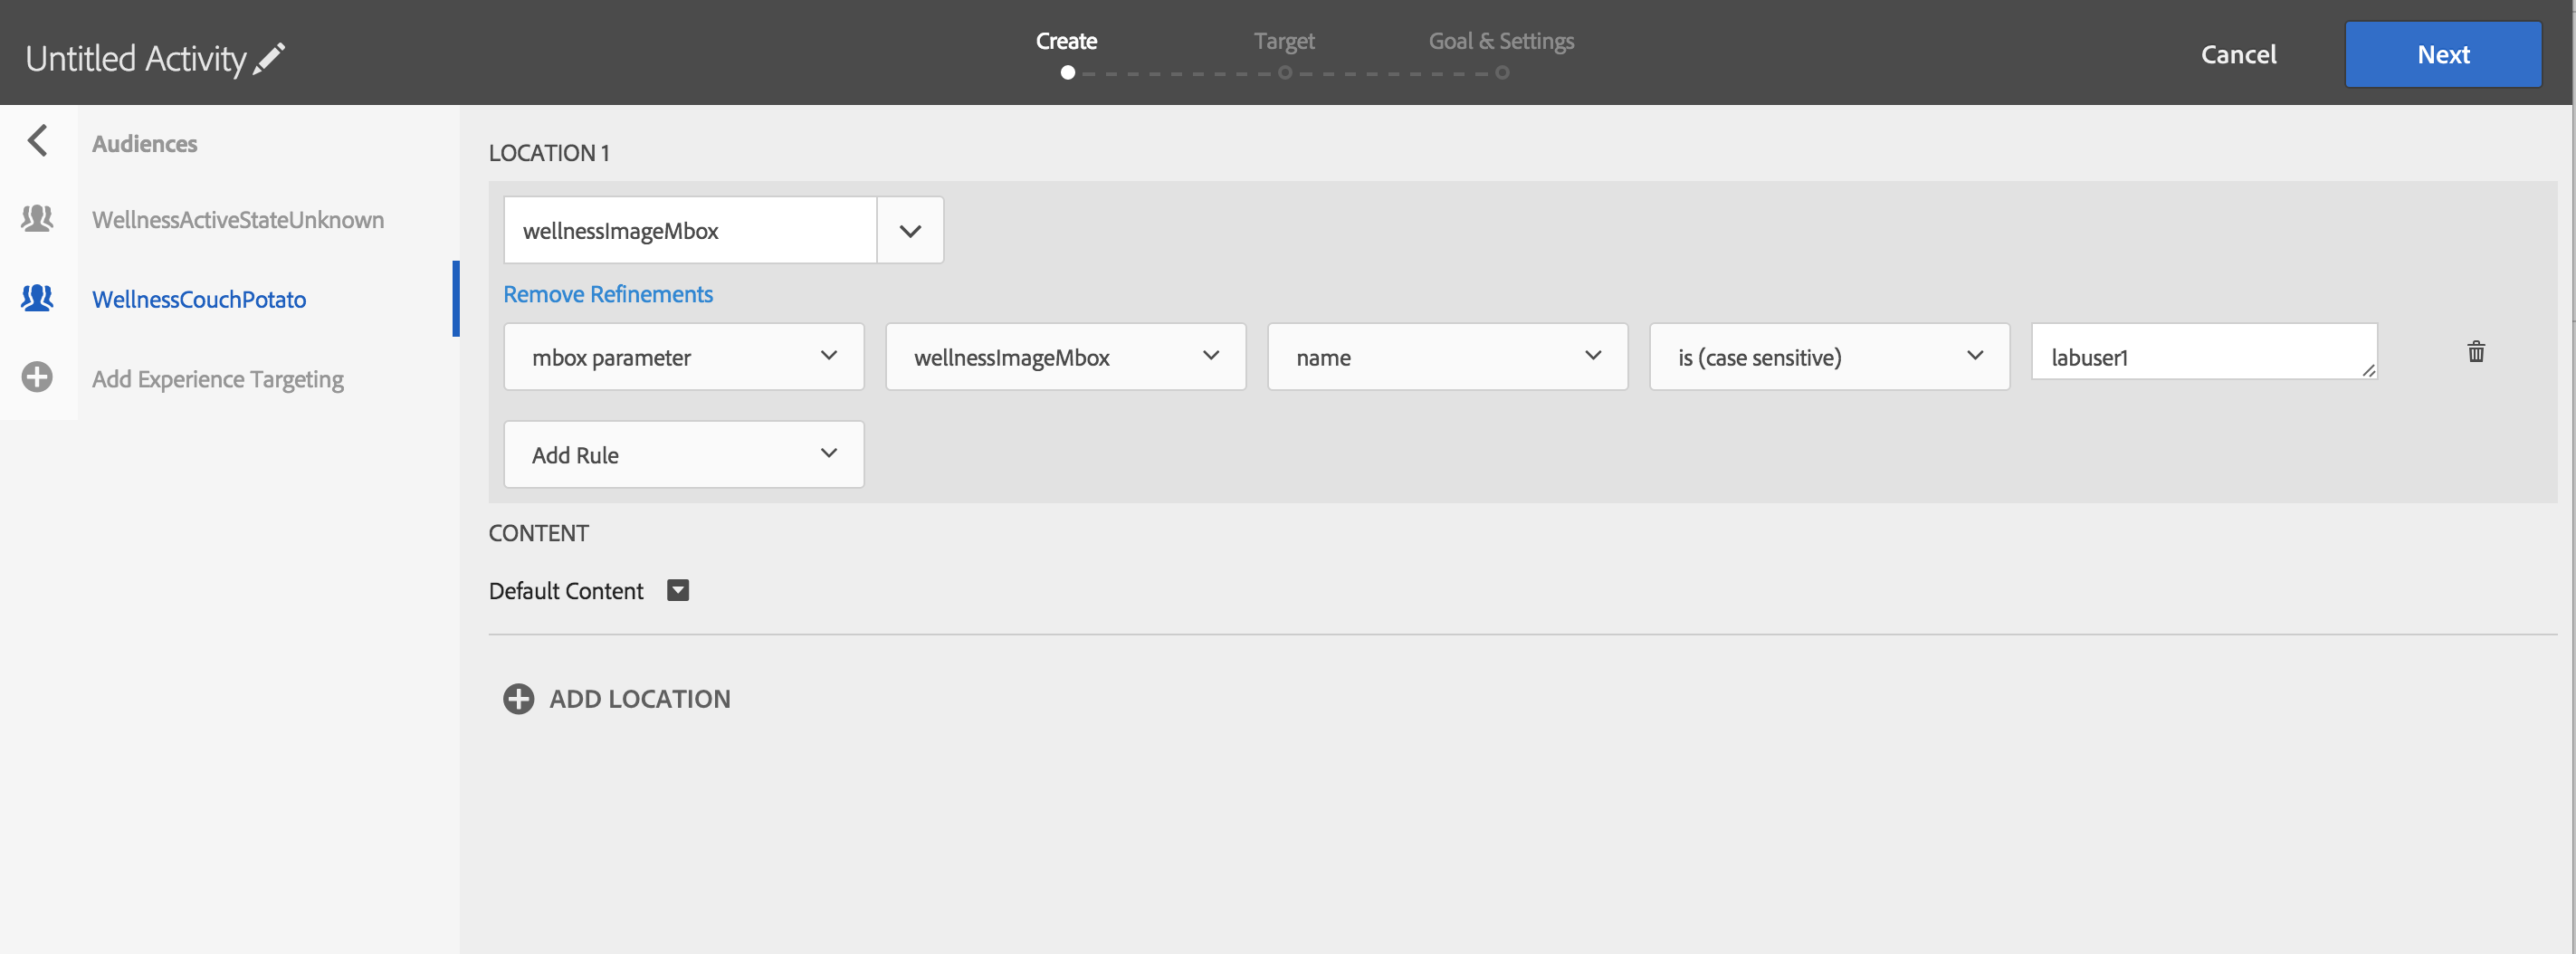 Untitled Activity
Create
Target
Goal & Settings
Cancel
Next
Audiences
WellnessActiveStateUnknown
WellnessCouchPotato
Add Experience Targeting
LOCATION 1
wellnessImageMbox
Remove Refinements
mbox parameter
wellnessImageMbox
name
is (case sensitive)
labuser1
Add Rule
CONTENT
Default Content
ADD LOCATION